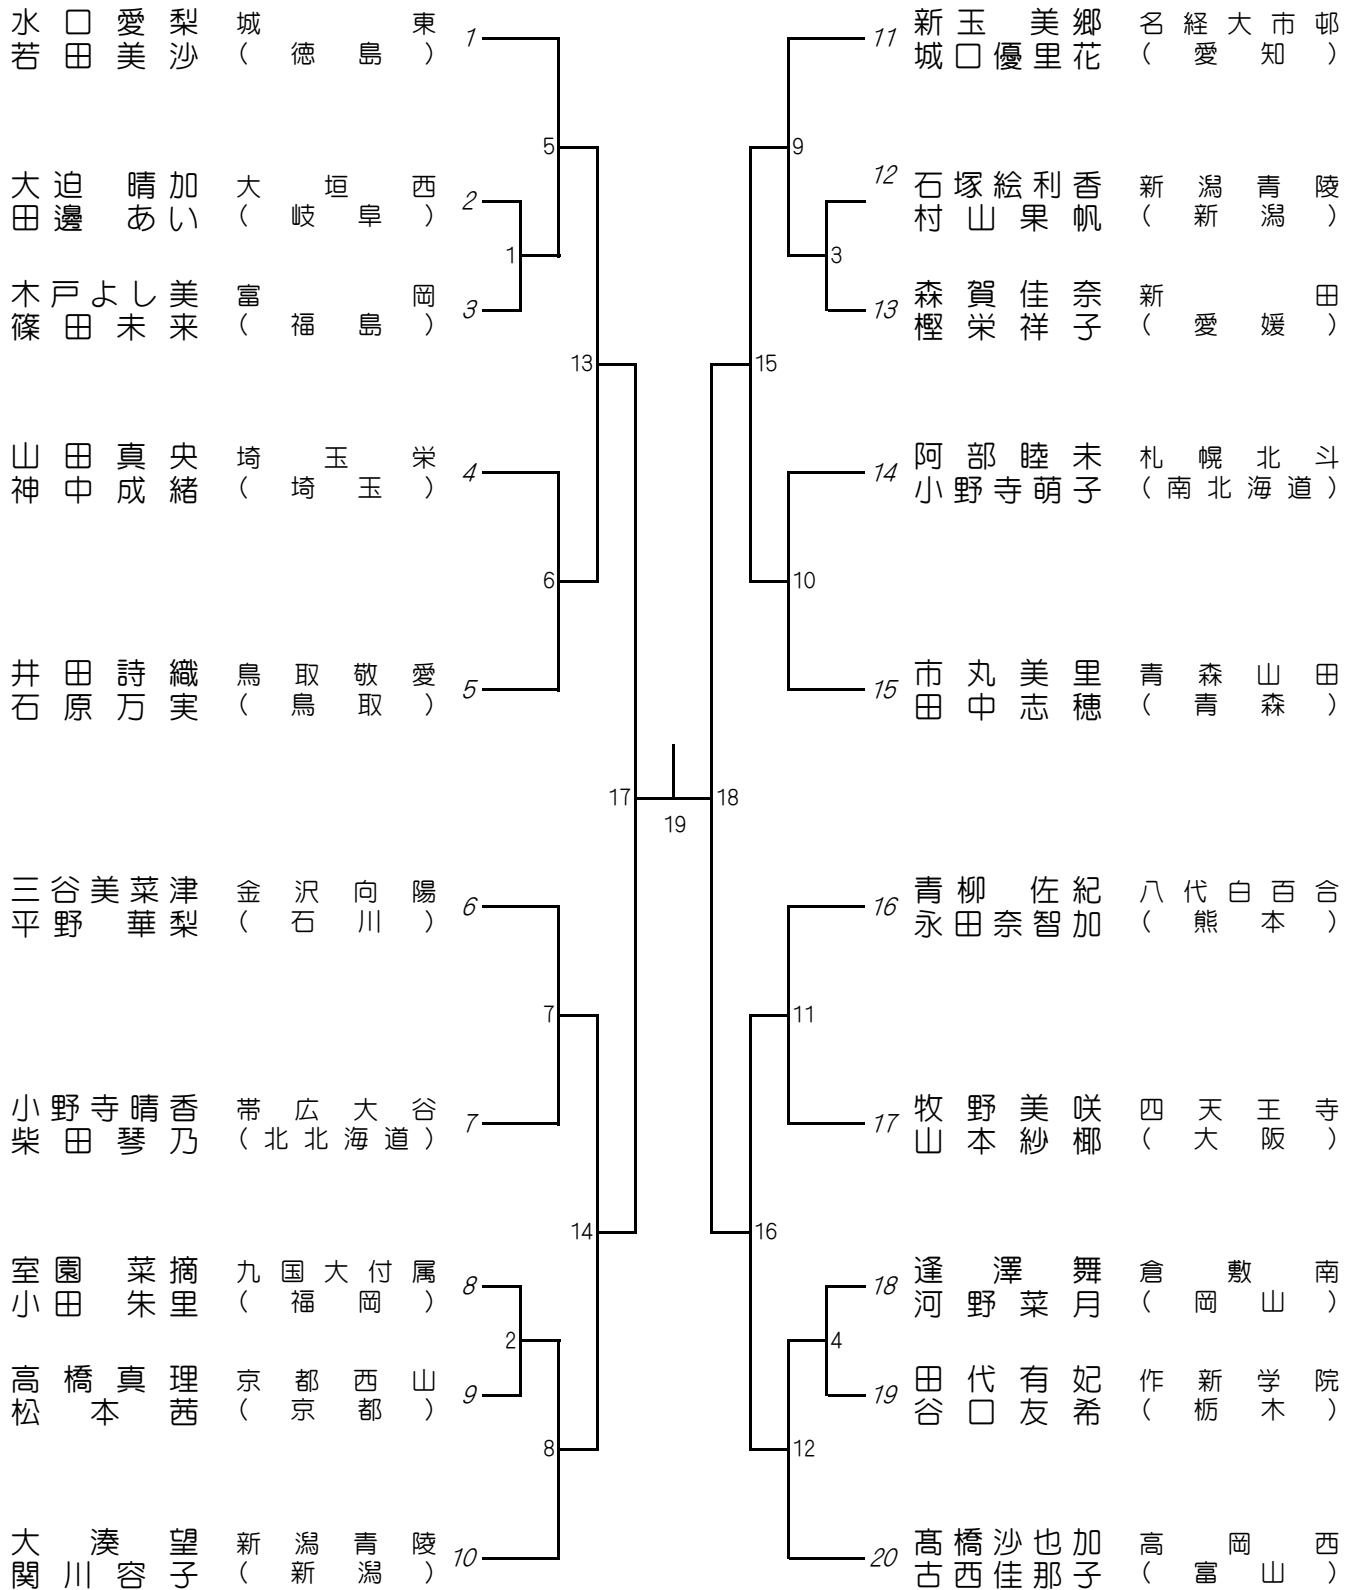 水口愛梨 城東 1
若田美沙 (徳島)
大迫晴加 大垣西 2
田邊あい (岐阜)
木戸よし美 富岡 3
篠田未来 (福島)
山田真央 埼玉栄 4
神中成緒 (埼玉)
井田詩織 鳥取敬愛 5
石原万実 (鳥取)
三谷美菜津 金沢向陽 6
平野華梨 (石川)
小野寺晴香 帯広大谷 7
柴田琴乃 (北北海道)
室園菜摘 九国大付属 8
小田朱里 (福岡)
高橋真理 京都西山 9
松本茜 (京都)
大湊望 新潟青陵 10
関川容子 (新潟)
5
1
13
6
17
7
14
2
8
19
9
3
15
10
18
11
16
4
12
11 新玉美郷 名経大市邨
城口優里花 (愛知)
12 石塚絵利香 新潟青陵
村山果帆 (新潟)
13 森賀佳奈 新田
樫栄祥子 (愛媛)
14 阿部睦未 札幌北斗
小野寺萌子 (南北海道)
15 市丸美里 青森山田
田中志穂 (青森)
16 青柳佐紀 八代白百合
永田奈智加 (熊本)
17 牧野美咲 四天王寺
山本紗椰 (大阪)
18 逢澤舞 倉敷南
河野菜月 (岡山)
19 田代有妃 作新学院
谷口友希 (栃木)
20 髙橋沙也加 高岡西
古西佳那子 (富山)